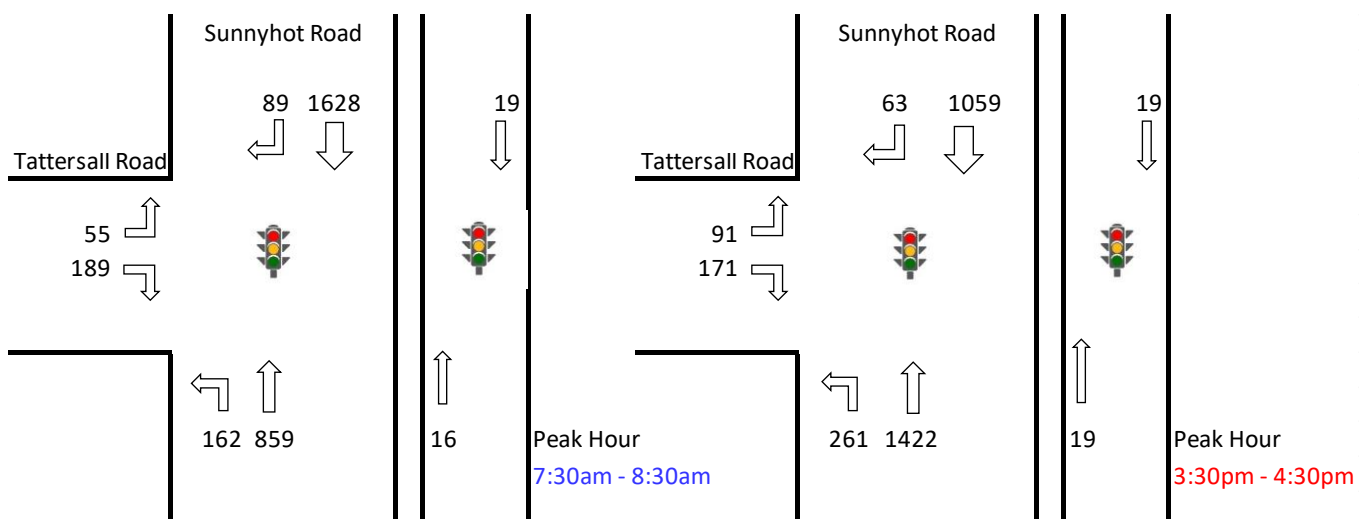 Sunnyhot Road
89 1628
19
Tattersall Road
55
189
162 859
16
Peak Hour
7:30am - 8:30am
Sunnyhot Road
63 1059
19
Tattersall Road
91
171
261 1422
19
Peak Hour
3:30pm - 4:30pm